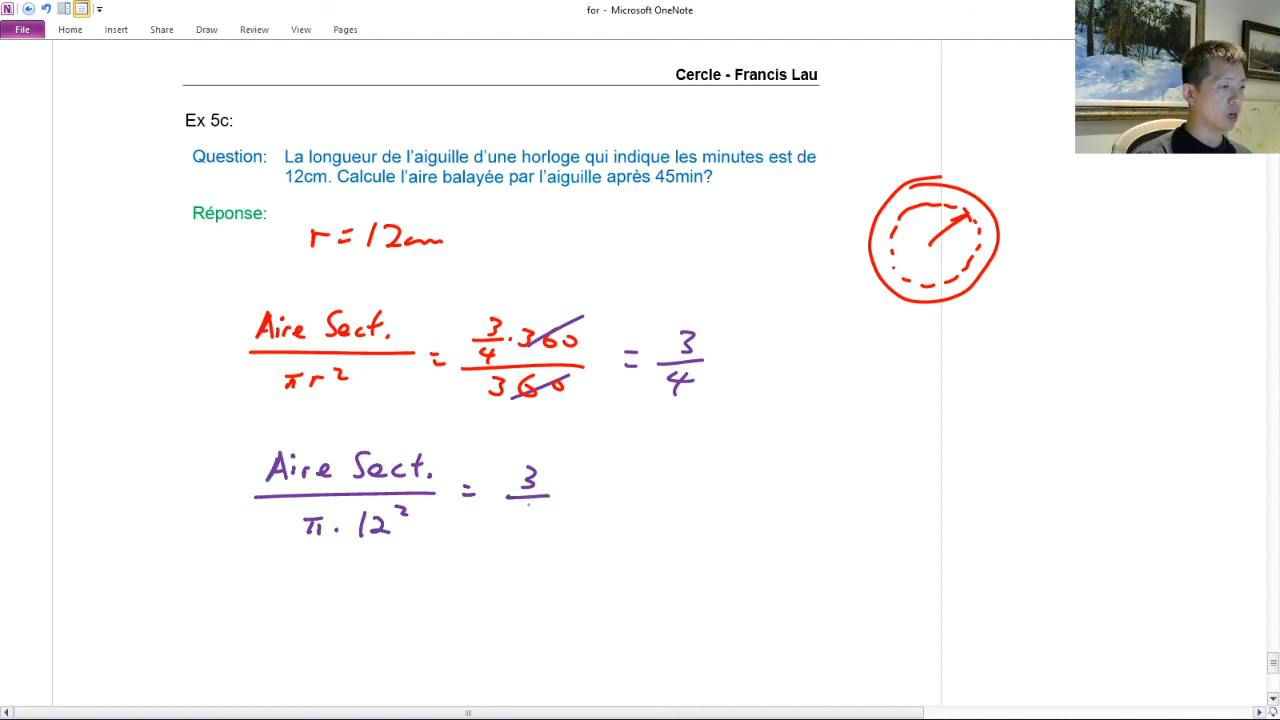 for - Microsoft OneNote
File Home Insert Share Draw Review View Pages
Cercle - Francis Lau
Ex 5c:
Question: La longueur de l'aiguille d'une horloge qui indique les minutes est de
12cm. Calcule l'aire balayée par l'aiguille après 45min?
Réponse:
r = 12cm
Aire Sect. / πr² = 3/4 · 360 / 360 = 3/4
Aire Sect. / π · 12² = 3